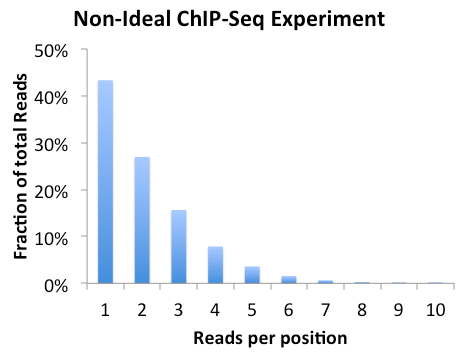 Non-Ideal ChIP-Seq Experiment
Fraction of total Reads
50%
40%
30%
20%
10%
0%
1 2 3 4 5 6 7 8 9 10
Reads per position